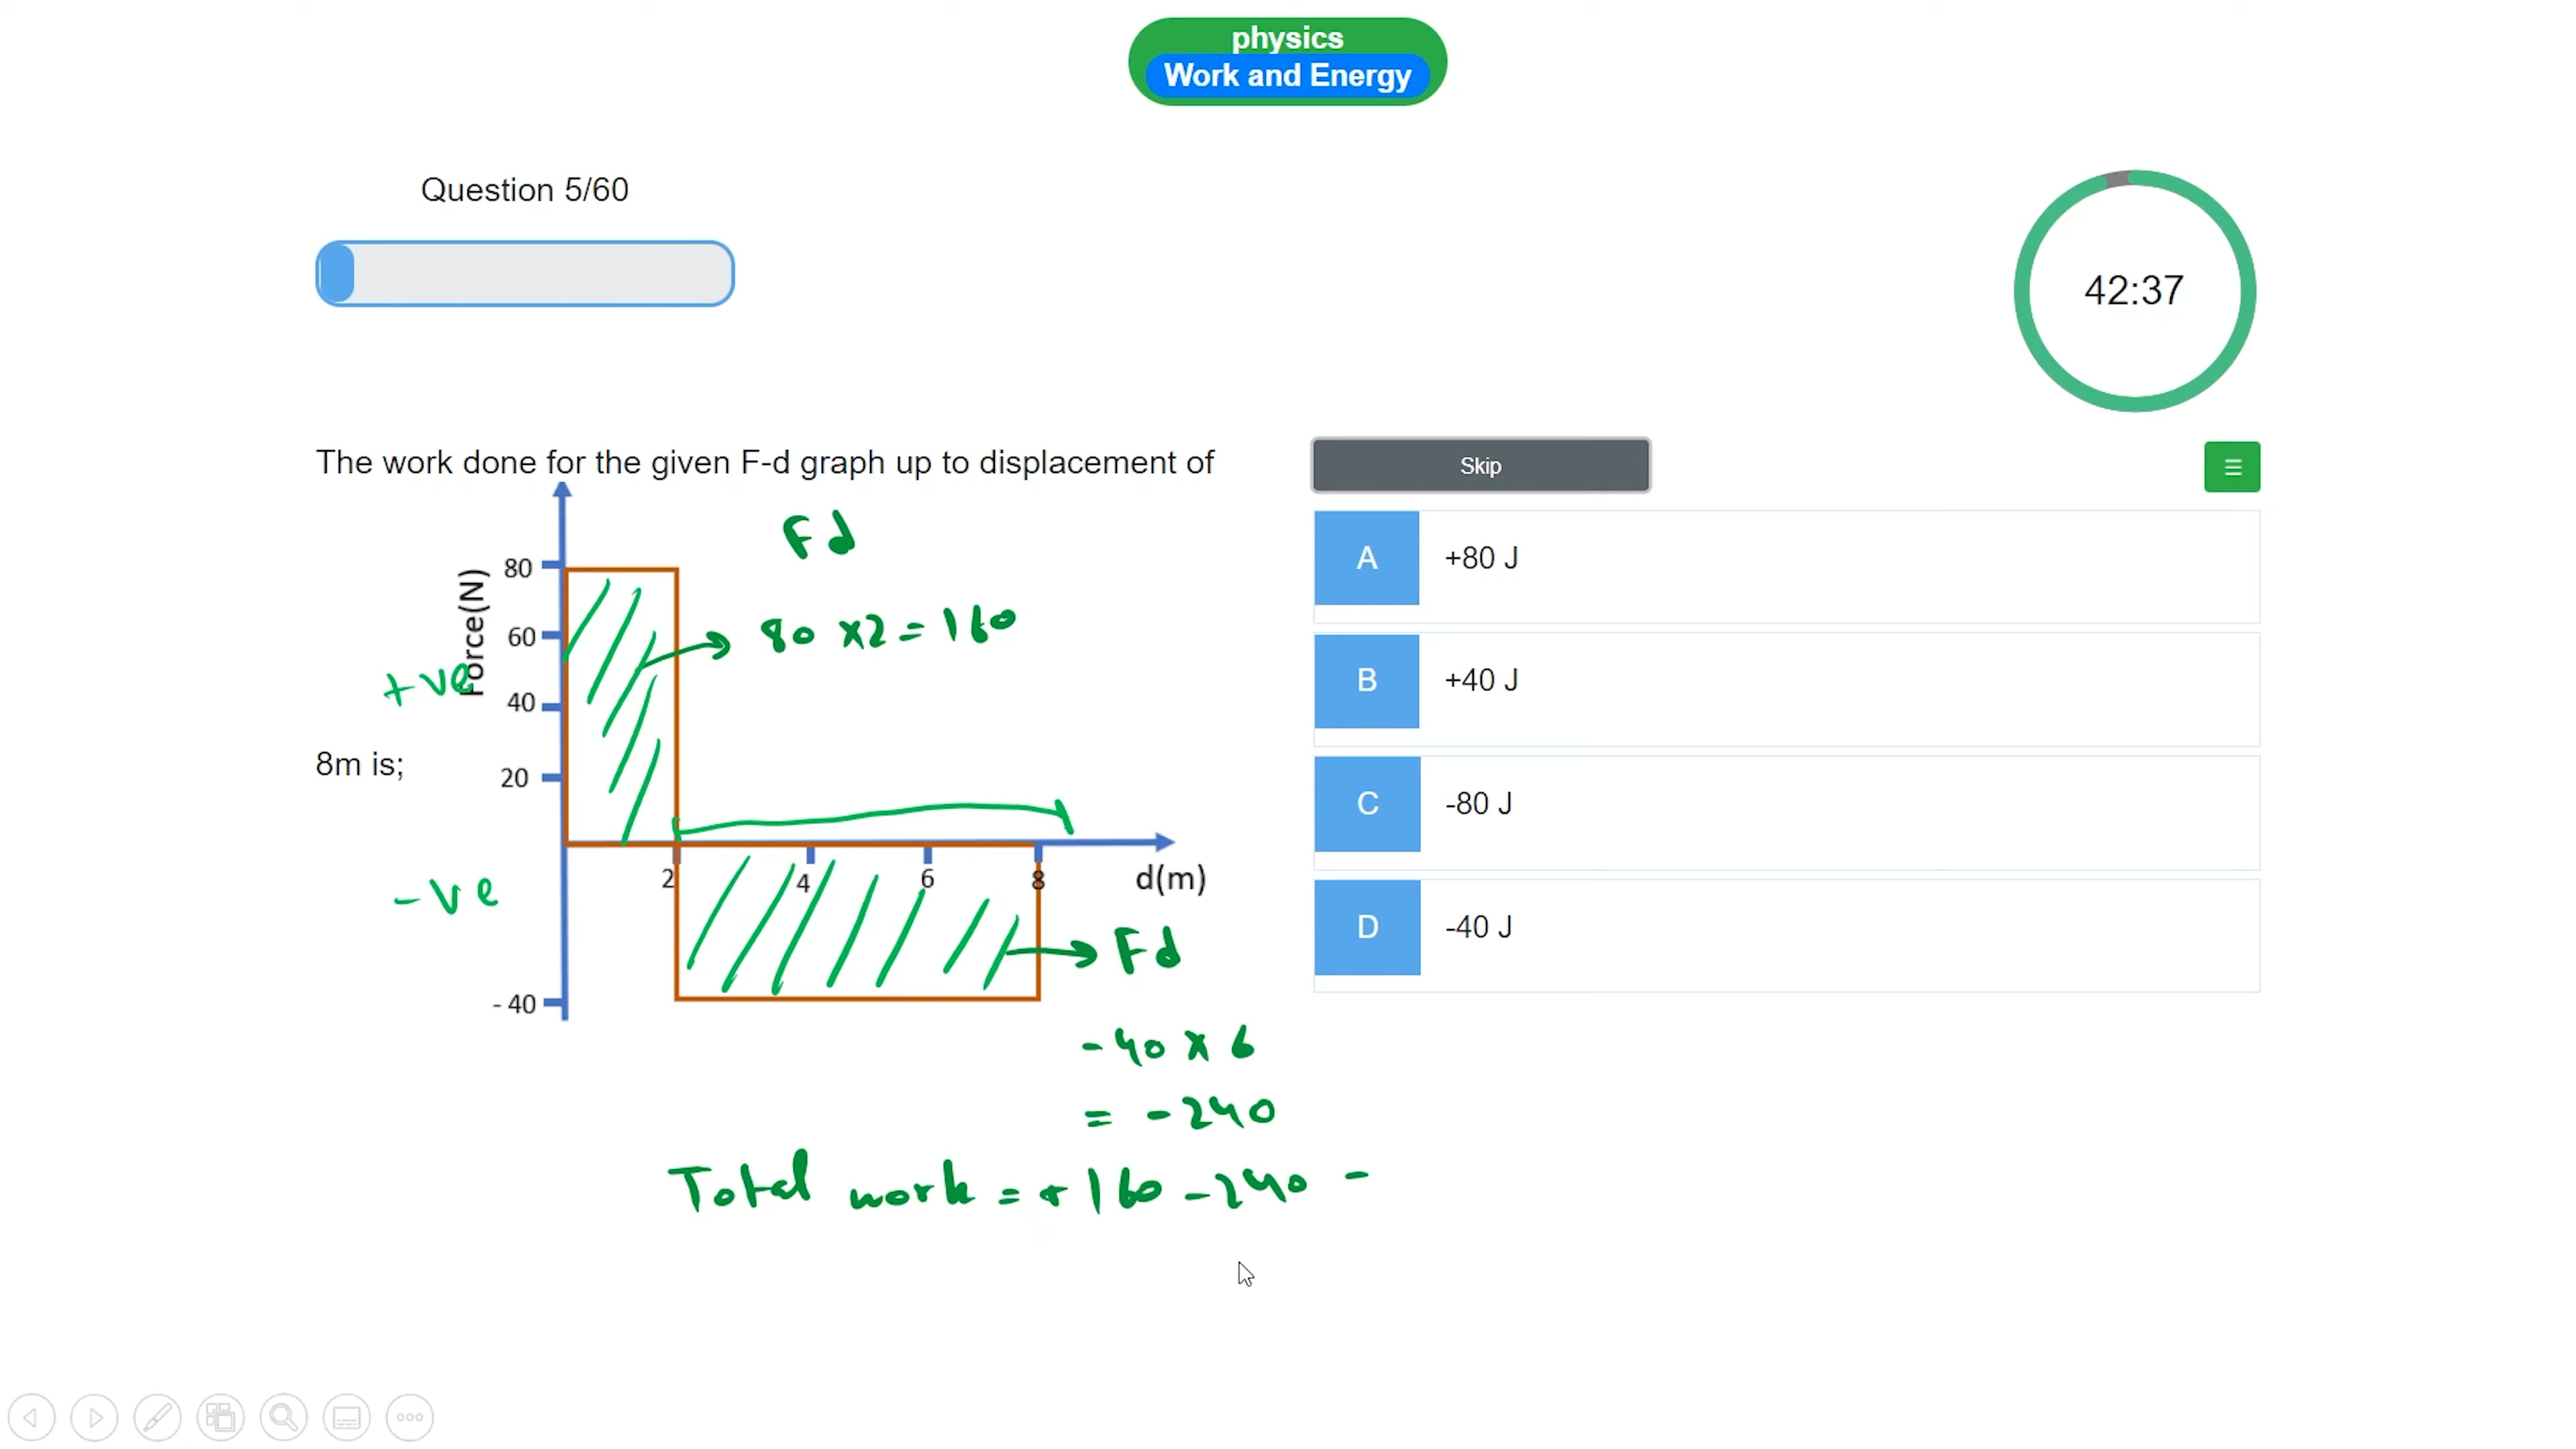 physics
Work and Energy
Question 5/60
42:37
The work done for the given F-d graph up to displacement of
8m is;
Force(N)
80
60
40
20
- 40
2
4
6
8
d(m)
Fd
80 x2 = 160
+ve
-ve
Fd
-40 x 6
= -240
Total work = +160 -240 =
Skip
☰
A +80 J
B +40 J
C -80 J
D -40 J